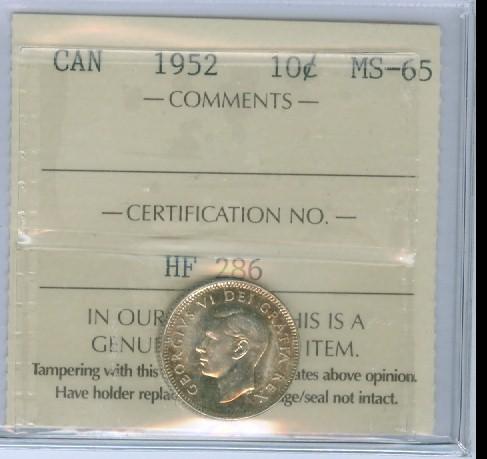 CAN 1952 10¢ MS-65
— COMMENTS —
— CERTIFICATION NO. —
HF 286
IN OUR HIS IS A
GENU ITEM.
Tampering with this ates above opinion.
Have holder repla ge/seal not intact.
GEORGIVS VI DEI GRATIA REX